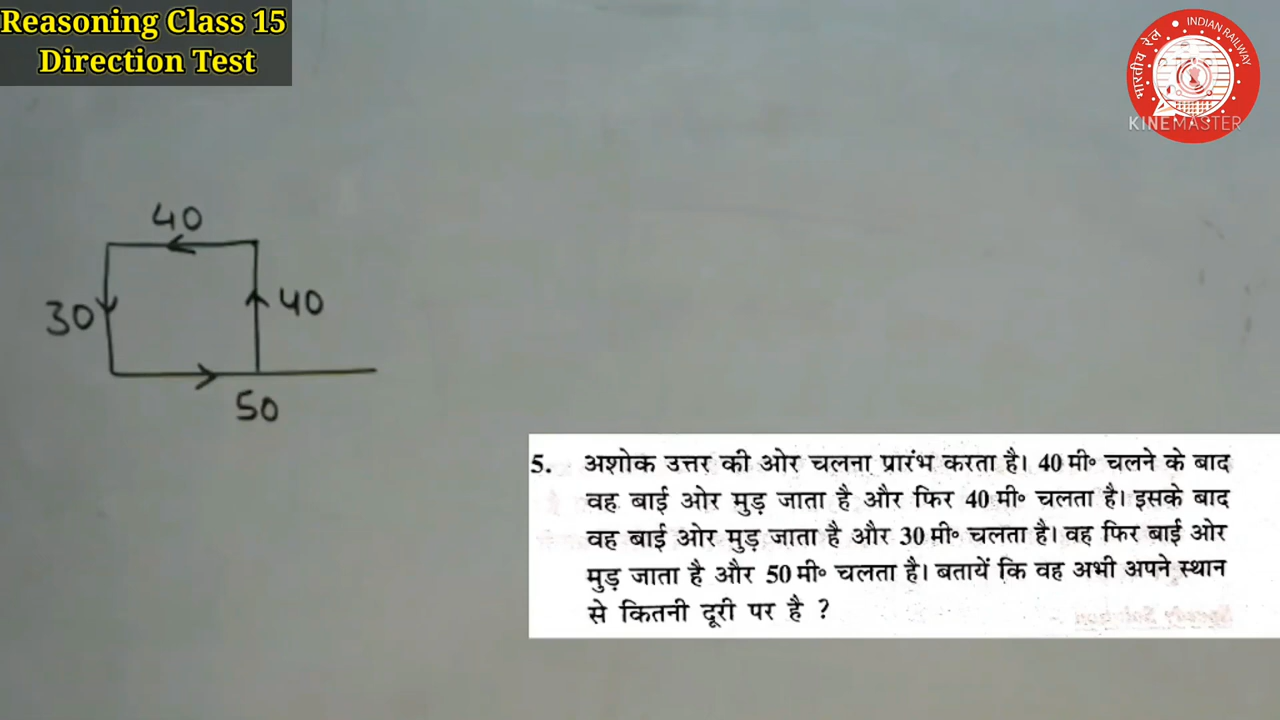 Reasoning Class 15
Direction Test
भारतीय रेल
INDIAN RAILWAY
KINEMASTER
40
30
40
50
5. अशोक उत्तर की ओर चलना प्रारंभ करता है। 40 मी॰ चलने के बाद
वह बाई ओर मुड़ जाता है और फिर 40 मी॰ चलता है। इसके बाद
वह बाई ओर मुड़ जाता है और 30 मी॰ चलता है। वह फिर बाई ओर
मुड़ जाता है और 50 मी॰ चलता है। बतायें कि वह अभी अपने स्थान
से कितनी दूरी पर है ?